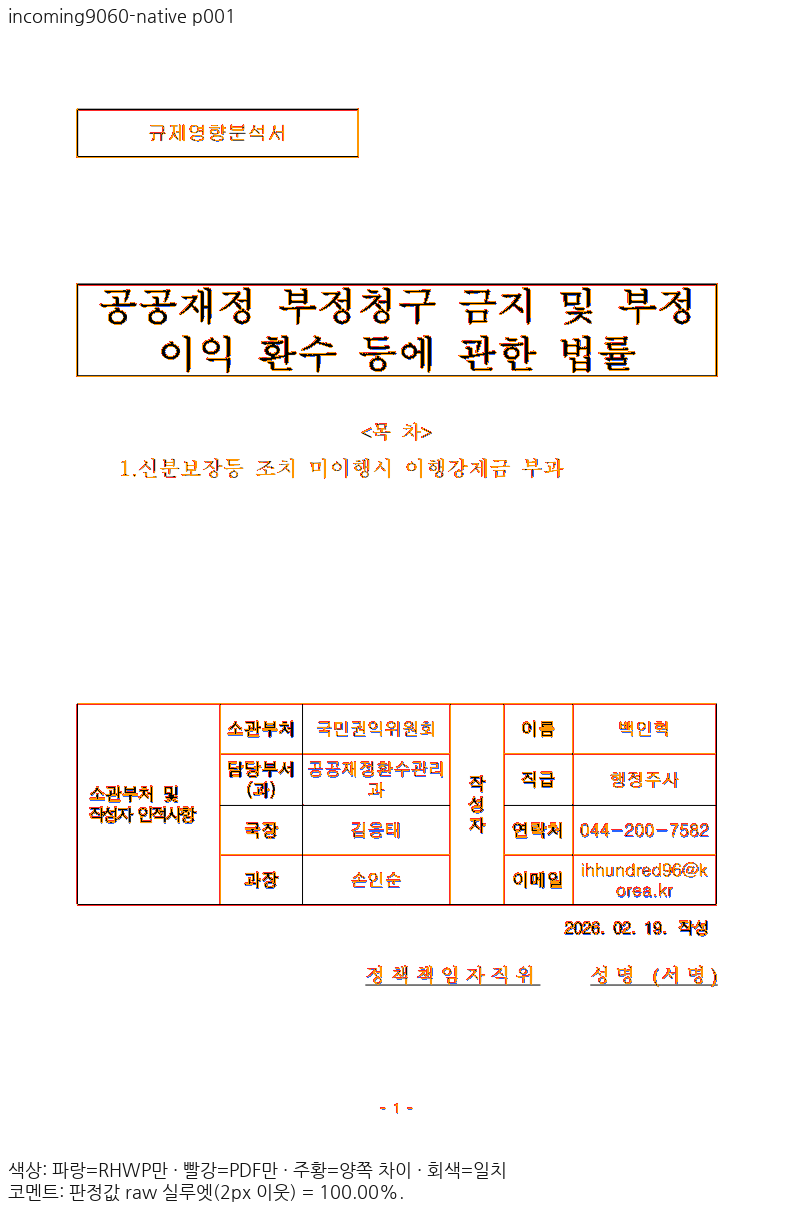 incoming9060-native p001
규제영향분석서
공공재정 부정청구 금지 및 부정
이익 환수 등에 관한 법률
<목 차>
1.신분보장등 조치 미이행시 이행강제금 부과
소관부처 및
작성자 인적사항
소관부처
국민권익위원회
담당부서
(과)
공공재정환수관리
과
국장
김응태
과장
손인순
작
성
자
이름
백인혁
직급
행정주사
연락처
044-200-7582
이메일
ihhundred96@k
orea.kr
2026. 02. 19. 작성
정책책임자직위 성명 (서명)
- 1 -
색상: 파랑=RHWP만 · 빨강=PDF만 · 주황=양쪽 차이 · 회색=일치
코멘트: 판정값 raw 실루엣(2px 이웃) = 100.00%.